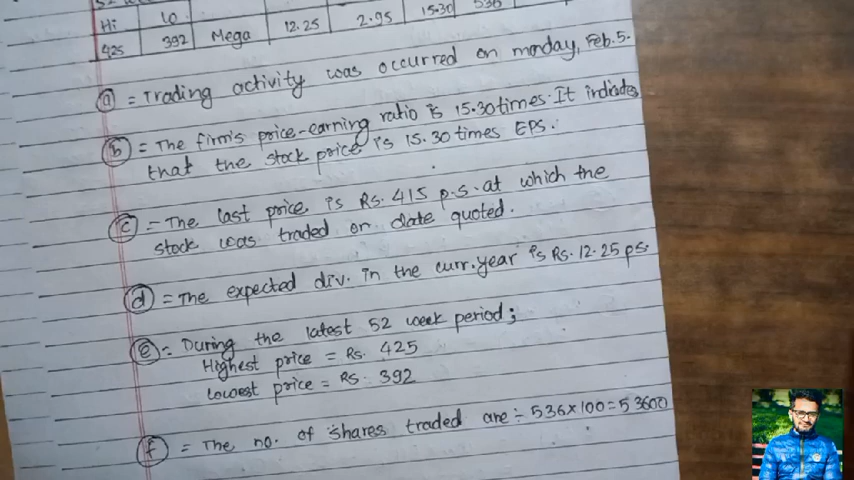 Hi Lo
425 392 Mega 12.25 2.95 15.30 536
(a) = Trading activity was occurred on monday, Feb.5.
(b) = The firm's price-earning ratio is 15.30 times. It indicates
that the stock price is 15.30 times EPS.
(c) = The last price is Rs. 415 p.s. at which the
stock was traded on date quoted.
(d) = The expected div. in the curr. year is Rs. 12.25 ps.
(e) = During the latest 52 week period;
Highest price = Rs. 425
Lowest price = Rs. 392
(f) = The no. of shares traded are ÷ 536 x 100 = 53600